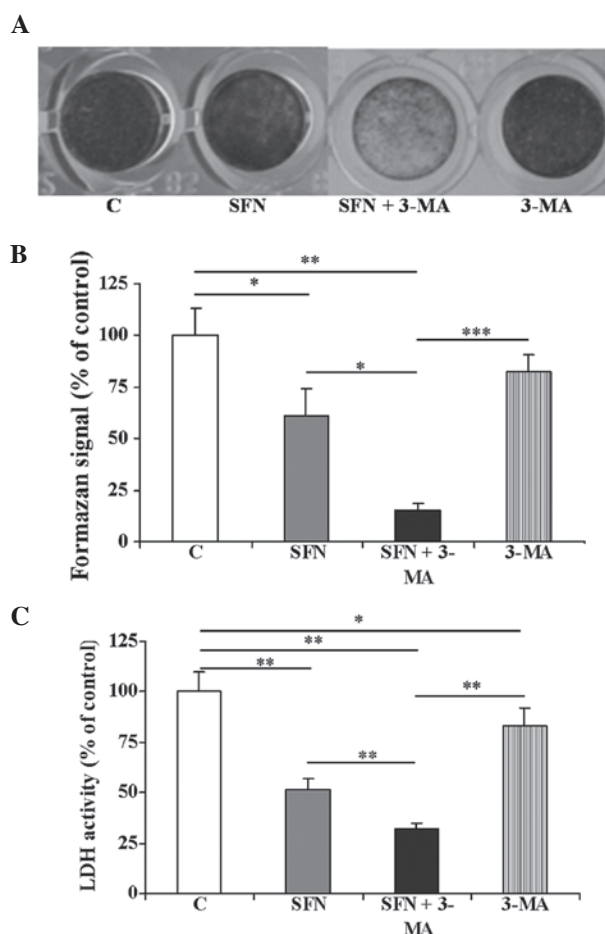 A
C SFN SFN + 3-MA 3-MA
B
Formazan signal (% of control)
125
100
75
50
25
0
**
*
***
*
C SFN SFN + 3- 3-MA
MA
C
LDH activity (% of control)
125
100
75
50
25
0
*
**
**
**
**
C SFN SFN + 3- 3-MA
MA